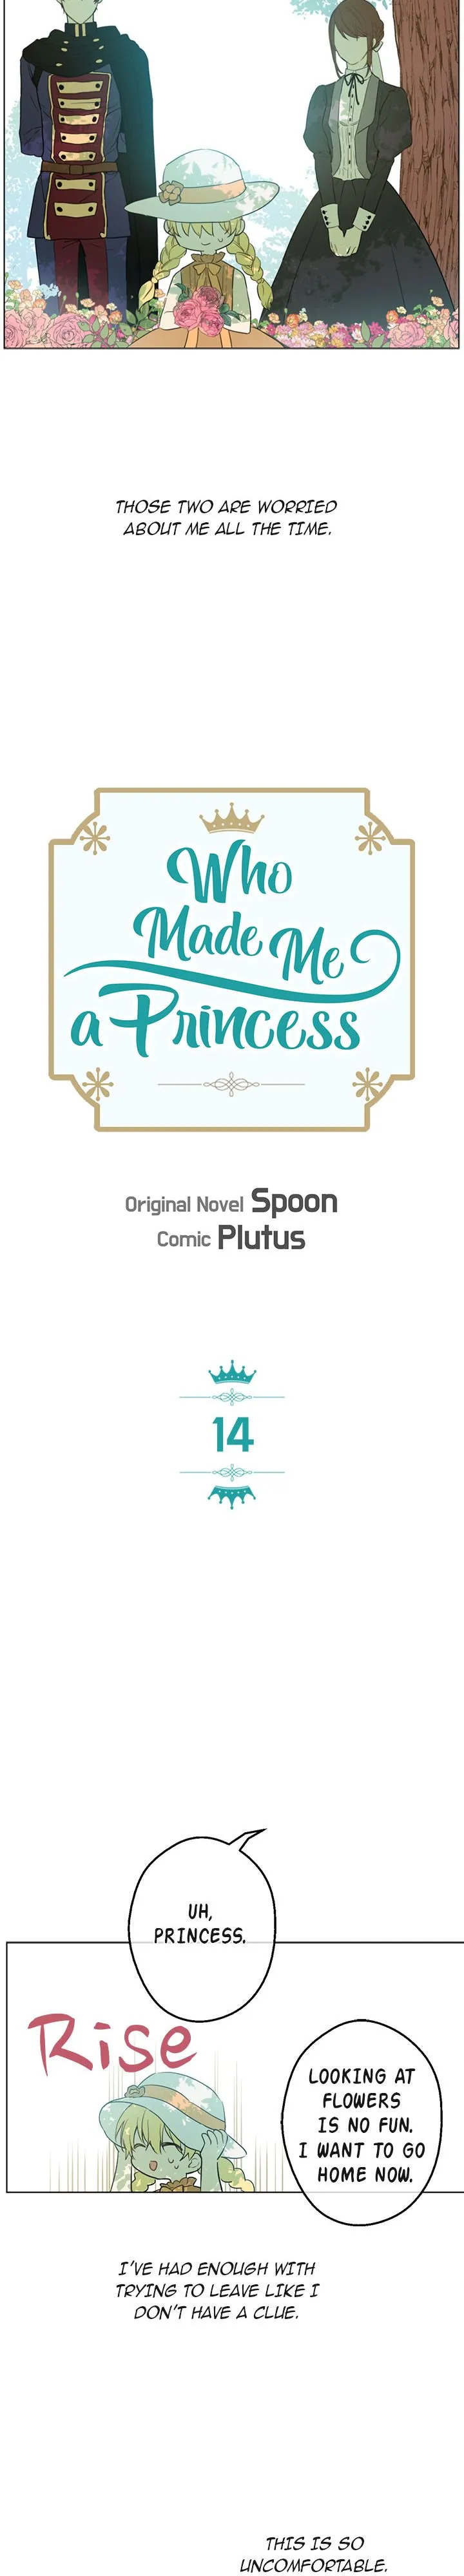 THOSE TWO ARE WORRIED
ABOUT ME ALL THE TIME.
Who
Made Me
a Princess
Original Novel Spoon
Comic Plutus
14
UH,
PRINCESS.
Rise
LOOKING AT
FLOWERS
IS NO FUN.
I WANT TO GO
HOME NOW.
I'VE HAD ENOUGH WITH
TRYING TO LEAVE LIKE I
DON'T HAVE A CLUE.
THIS IS SO
UNCOMFORTABLE.